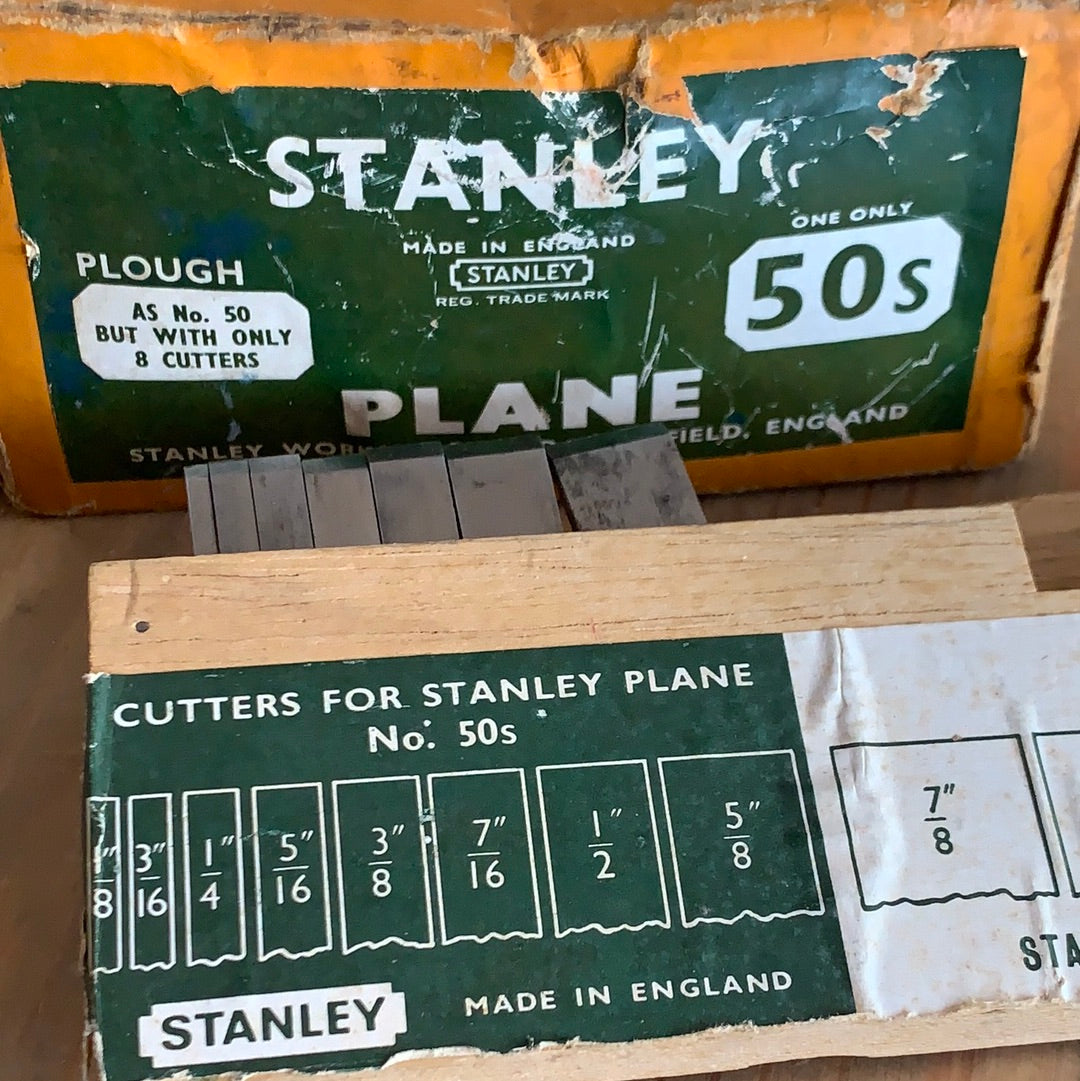 STANLEY
MADE IN ENGLAND
STANLEY
REG. TRADE MARK
PLOUGH
AS No. 50
BUT WITH ONLY
8 CUTTERS
ONE ONLY
50s
PLANE
STANLEY ENGLAND
CUTTERS FOR STANLEY PLANE
No. 50s
1/8" 3/16" 1/4" 5/16" 3/8" 7/16" 1/2" 5/8" 7/8"
STANLEY
MADE IN ENGLAND